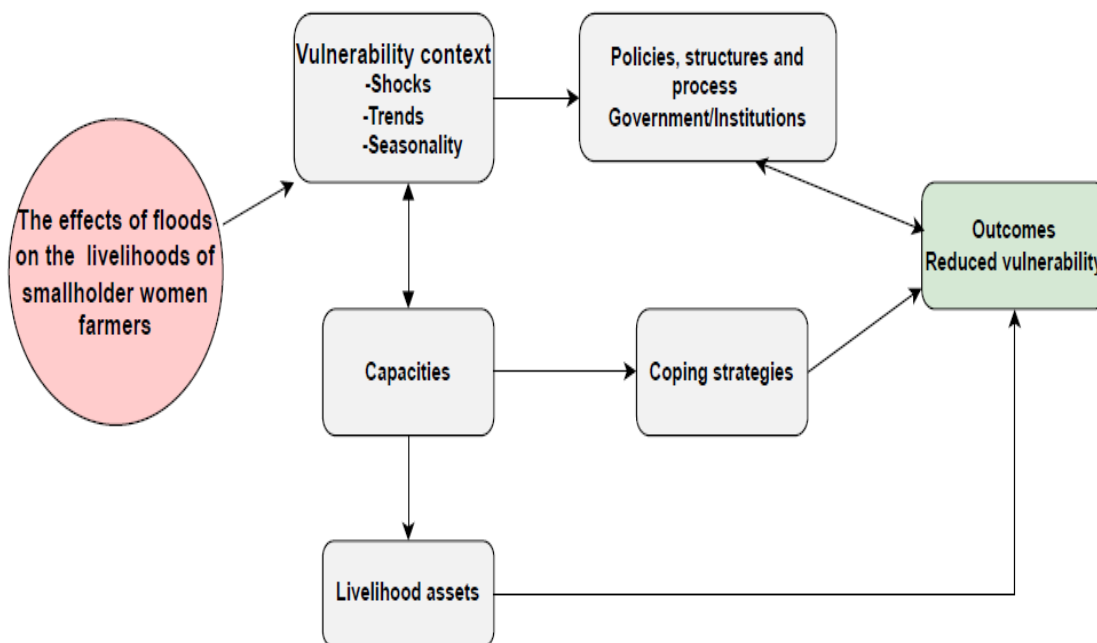 Vulnerability context
-Shocks
-Trends
-Seasonality
Policies, structures and
process
Government/Institutions
The effects of floods
on the livelihoods of
smallholder women
farmers
Outcomes
Reduced vulnerability
Capacities
Coping strategies
Livelihood assets